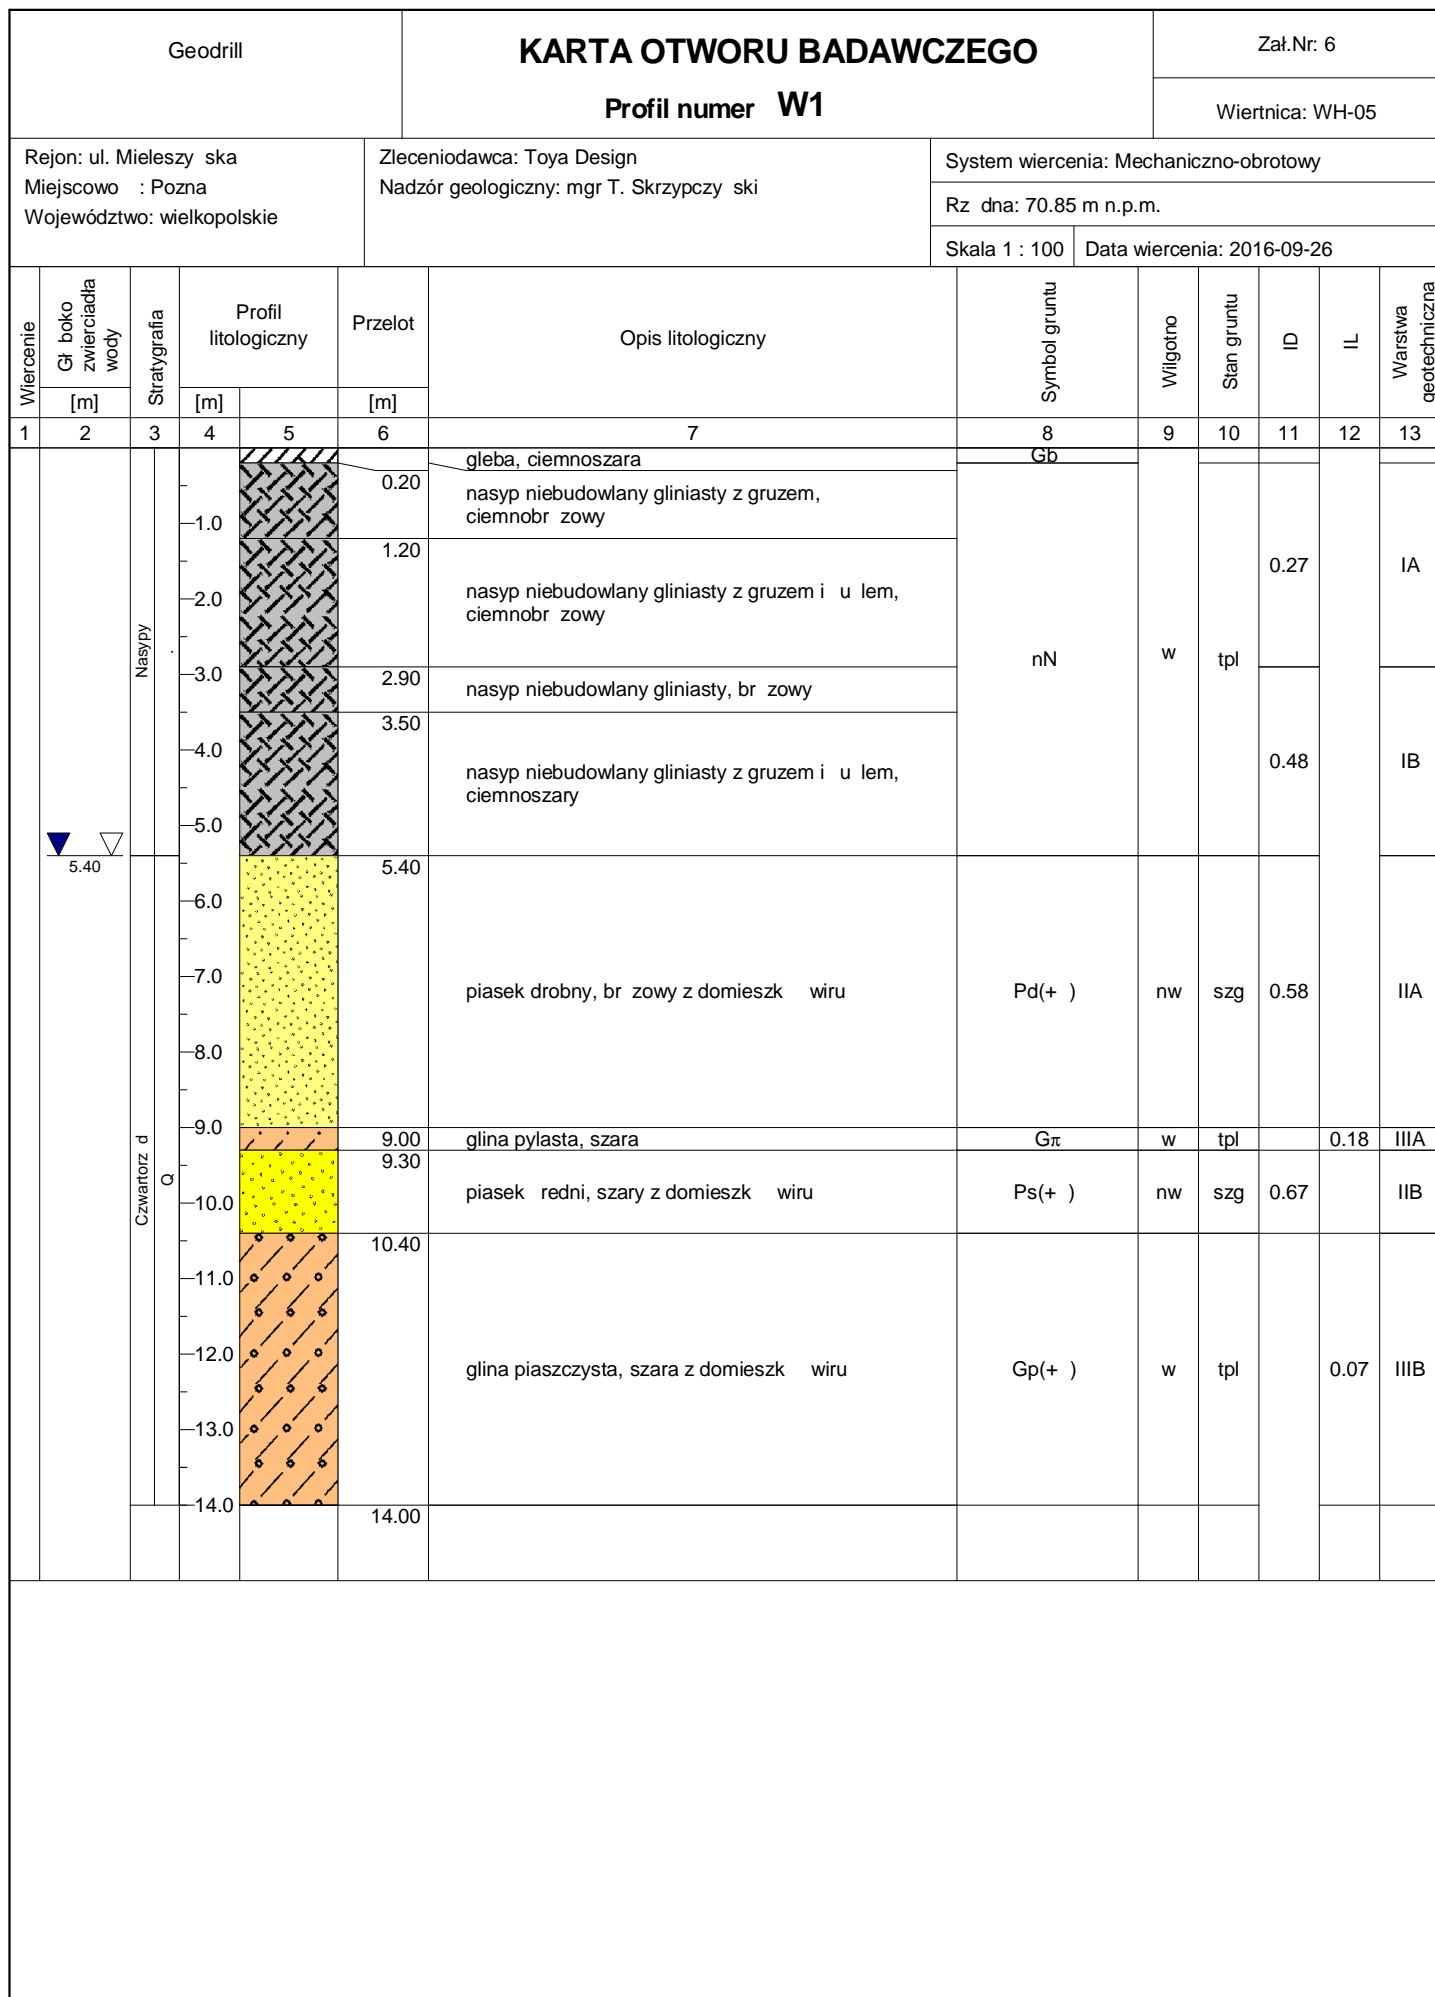 Geodrill
KARTA OTWORU BADAWCZEGO
Profil numer W1
Zał.Nr: 6
Wiertnica: WH-05
Rejon: ul. Mieleszy ska
Miejscowo : Pozna
Województwo: wielkopolskie
Zleceniodawca: Toya Design
Nadzór geologiczny: mgr T. Skrzypczy ski
System wiercenia: Mechaniczno-obrotowy
Rz dna: 70.85 m n.p.m.
Skala 1 : 100
Data wiercenia: 2016-09-26
Wiercenie
Gł boko
zwierciadła
wody
[m]
Stratygrafia
Profil
litologiczny
[m]
Przelot
[m]
Opis litologiczny
Symbol gruntu
Wilgotno
Stan gruntu
ID
IL
Warstwa
geotechniczna
1 2 3 4 5 6 7 8 9 10 11 12 13
gleba, ciemnoszara
Gb
0.20
nasyp niebudowlany gliniasty z gruzem,
ciemnobr zowy
1.0
1.20
0.27
IA
nasyp niebudowlany gliniasty z gruzem i u lem,
ciemnobr zowy
2.0
Nasypy
.
nN
w
tpl
3.0
2.90
nasyp niebudowlany gliniasty, br zowy
3.50
4.0
0.48
IB
nasyp niebudowlany gliniasty z gruzem i u lem,
ciemnoszary
5.0
5.40
5.40
6.0
7.0
piasek drobny, br zowy z domieszk wiru
Pd(+ )
nw
szg
0.58
IIA
8.0
9.0
9.00
glina pylasta, szara
Gπ
w
tpl
0.18
IIIA
9.30
Czwartorz d
Q
10.0
piasek redni, szary z domieszk wiru
Ps(+ )
nw
szg
0.67
IIB
10.40
11.0
12.0
glina piaszczysta, szara z domieszk wiru
Gp(+ )
w
tpl
0.07
IIIB
13.0
14.0
14.00